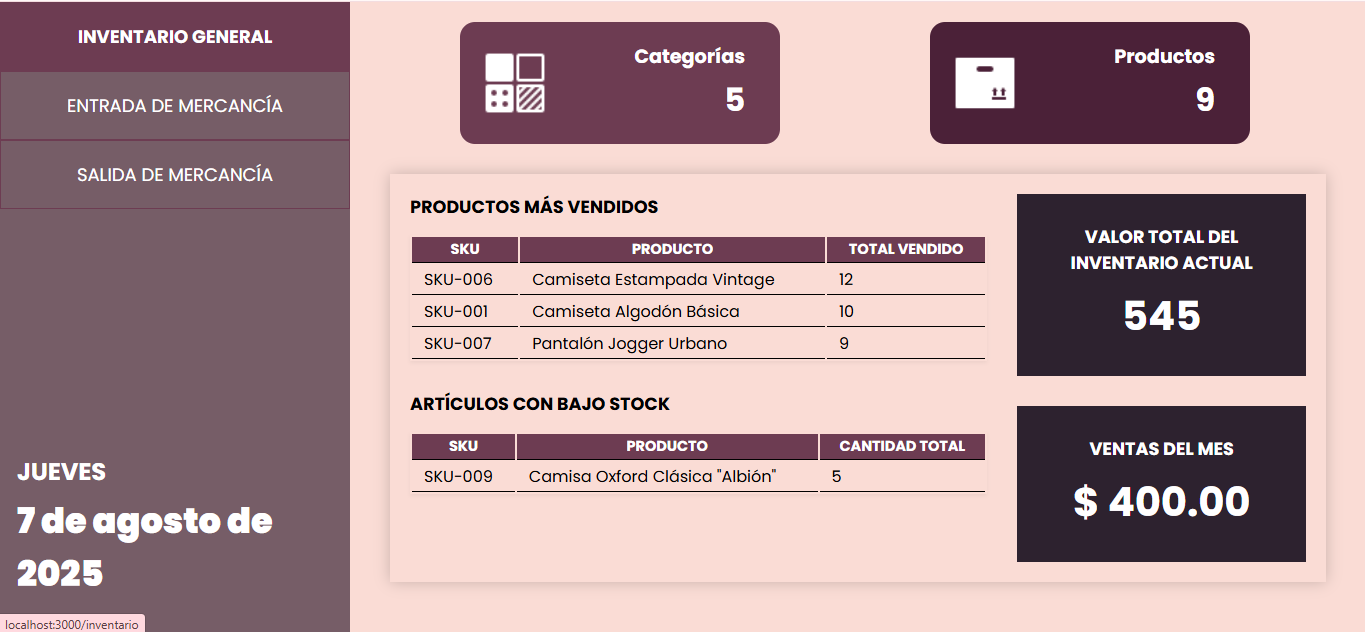 INVENTARIO GENERAL
ENTRADA DE MERCANCÍA
SALIDA DE MERCANCÍA
JUEVES
7 de agosto de
2025
localhost:3000/inventario
Categorías
5
Productos
9
PRODUCTOS MÁS VENDIDOS
SKU PRODUCTO TOTAL VENDIDO
SKU-006 Camiseta Estampada Vintage 12
SKU-001 Camiseta Algodón Básica 10
SKU-007 Pantalón Jogger Urbano 9
ARTÍCULOS CON BAJO STOCK
SKU PRODUCTO CANTIDAD TOTAL
SKU-009 Camisa Oxford Clásica "Albión" 5
VALOR TOTAL DEL
INVENTARIO ACTUAL
545
VENTAS DEL MES
$ 400.00